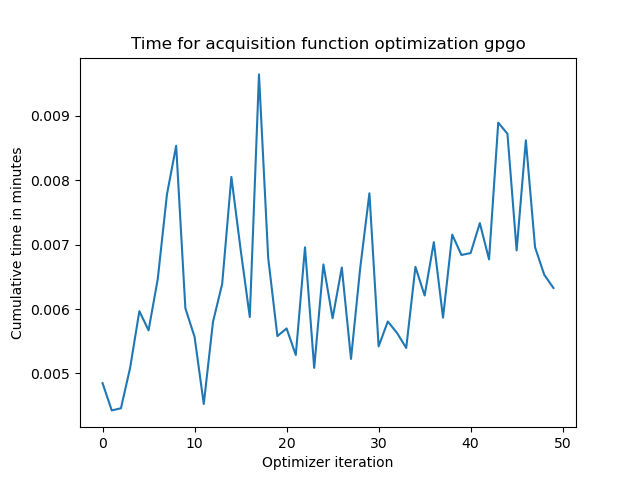 Time for acquisition function optimization gpgo
Cumulative time in minutes
0.009
0.008
0.007
0.006
0.005
0 10 20 30 40 50
Optimizer iteration